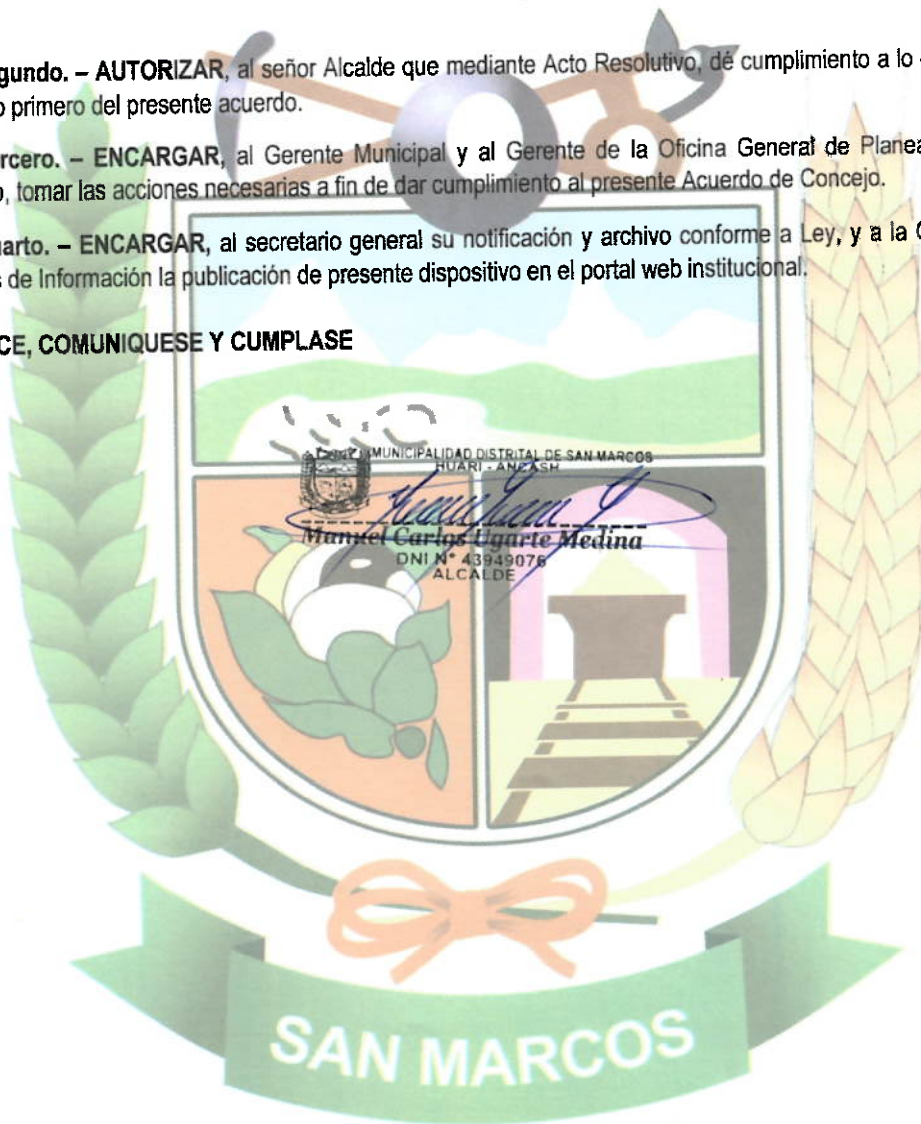 gundo. – AUTORIZAR, al señor Alcalde que mediante Acto Resolutivo, dé cumplimiento a lo
o primero del presente acuerdo.
rcero. – ENCARGAR, al Gerente Municipal y al Gerente de la Oficina General de Planea
o, tomar las acciones necesarias a fin de dar cumplimiento al presente Acuerdo de Concejo.
uarto. – ENCARGAR, al secretario general su notificación y archivo conforme a Ley, y a la
s de Información la publicación de presente dispositivo en el portal web institucional.
CE, COMUNIQUESE Y CUMPLASE
MUNICIPALIDAD DISTRITAL DE SAN MARCOS
HUARI - ANCASH
Manuel Carlos Ugarte Medina
DNI N° 43949076
ALCALDE
SAN MARCOS